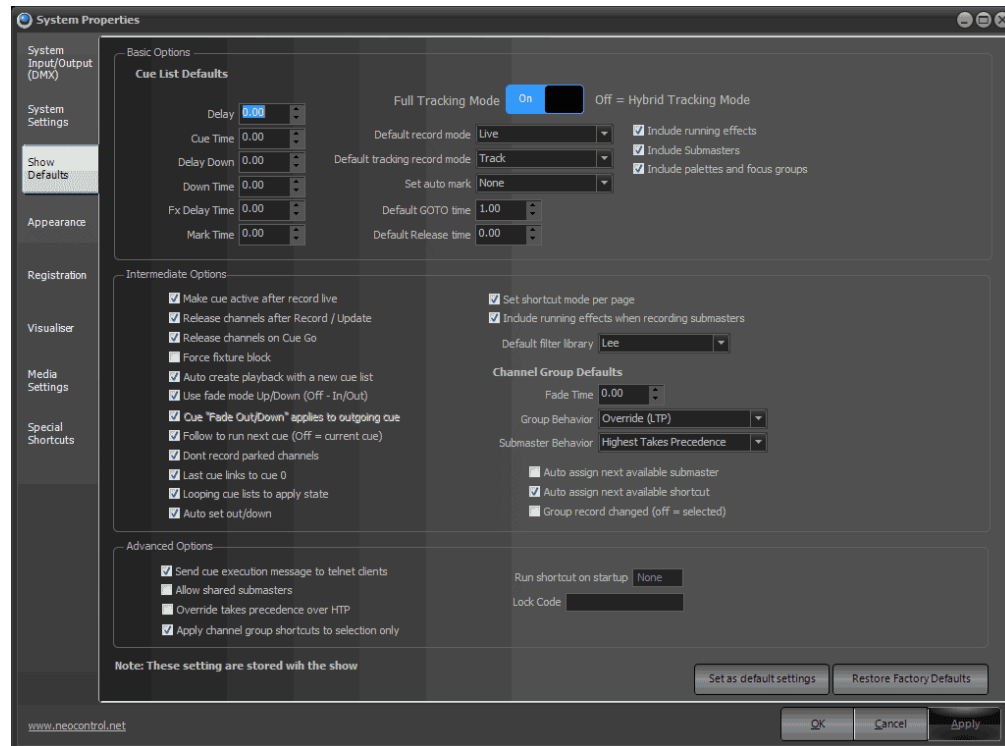 System Properties
System
Input/Output
(DMX)
System
Settings
Show
Defaults
Appearance
Registration
Visualiser
Media
Settings
Special
Shortcuts
www.neocontrol.net
Basic Options
Cue List Defaults
Delay 0.00
Cue Time 0.00
Delay Down 0.00
Down Time 0.00
Fx Delay Time 0.00
Mark Time 0.00
Full Tracking Mode On Off = Hybrid Tracking Mode
Default record mode Live
Default tracking record mode Track
Set auto mark None
Default GOTO time 1.00
Default Release time 0.00
Include running effects
Include Submasters
Include palettes and focus groups
Intermediate Options
Make cue active after record live
Release channels after Record / Update
Release channels on Cue Go
Force fixture block
Auto create playback with a new cue list
Use fade mode Up/Down (Off - In/Out)
Cue "Fade Out/Down" applies to outgoing cue
Follow to run next cue (Off = current cue)
Dont record parked channels
Last cue links to cue 0
Looping cue lists to apply state
Auto set out/down
Set shortcut mode per page
Include running effects when recording submasters
Default filter library Lee
Channel Group Defaults
Fade Time 0.00
Group Behavior Override (LTP)
Submaster Behavior Highest Takes Precedence
Auto assign next available submaster
Auto assign next available shortcut
Group record changed (off = selected)
Advanced Options
Send cue execution message to telnet clients
Allow shared submasters
Override takes precedence over HTP
Apply channel group shortcuts to selection only
Run shortcut on startup None
Lock Code
Note: These setting are stored wih the show
Set as default settings
Restore Factory Defaults
OK
Cancel
Apply